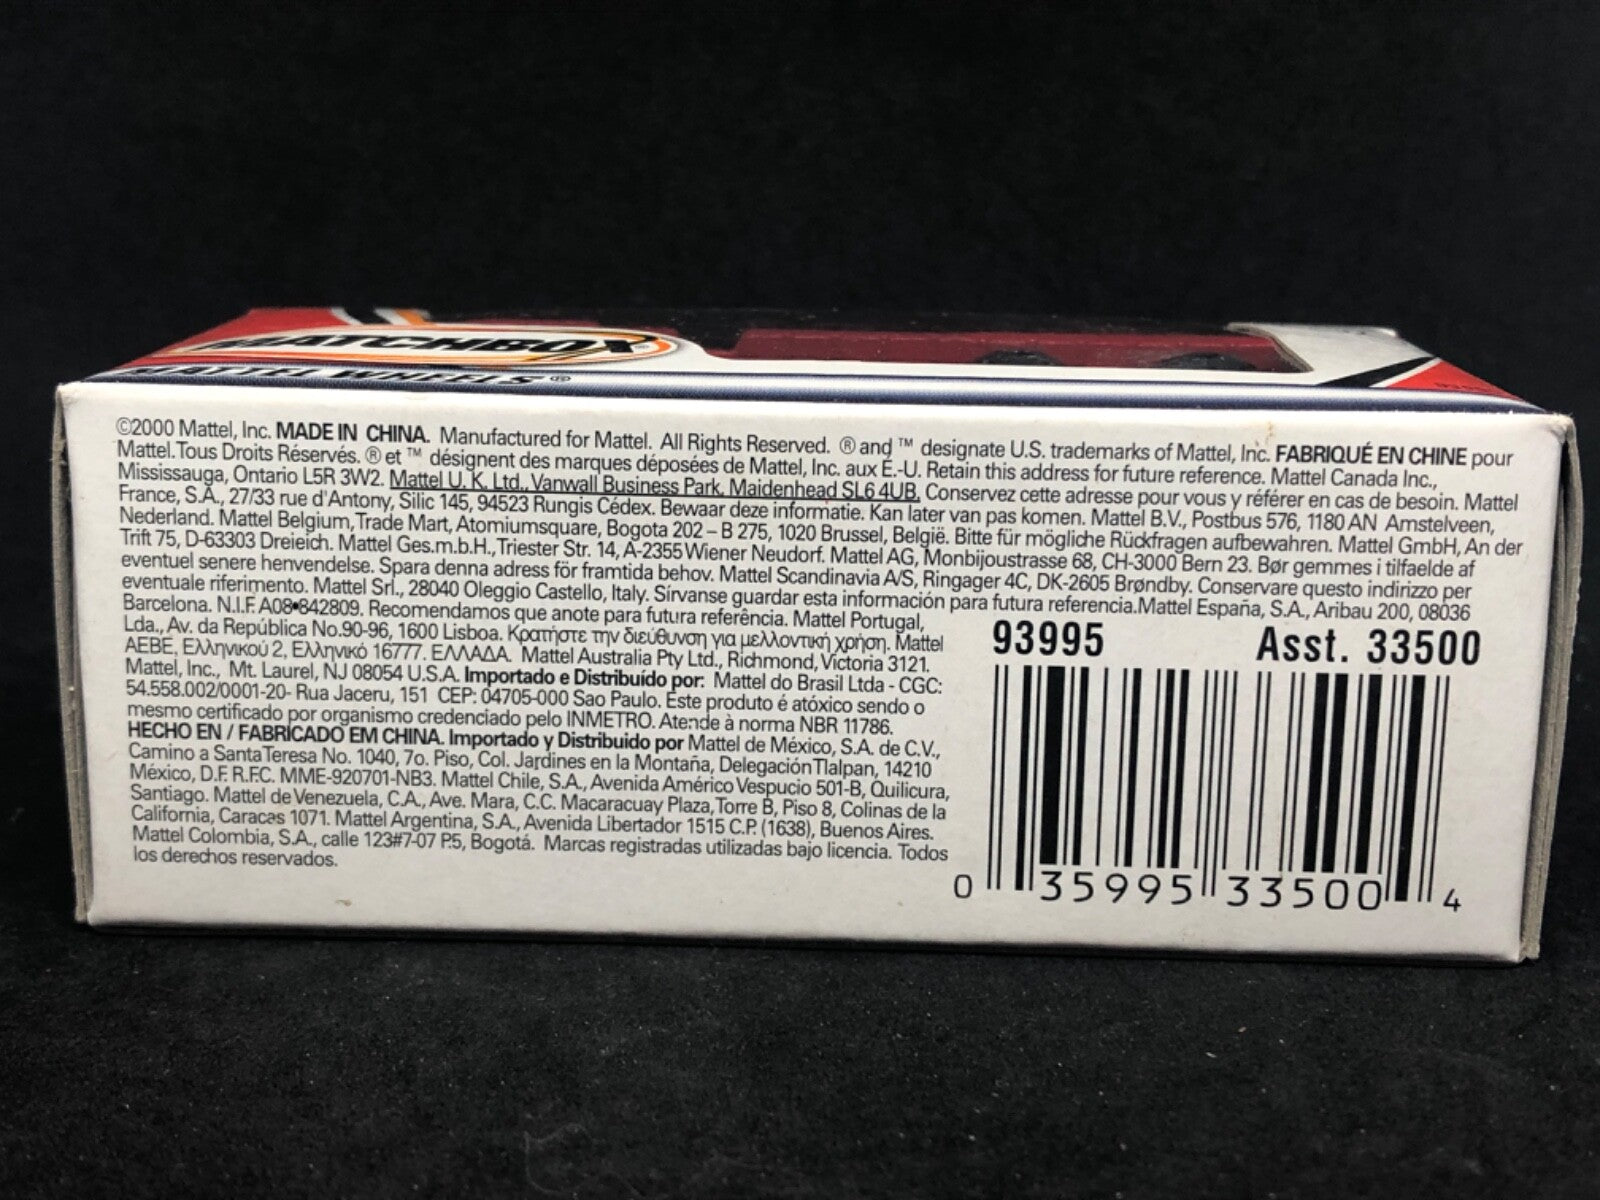 MATCHBOX®
MATTEL WHEELS®
©2000 Mattel, Inc. MADE IN CHINA. Manufactured for Mattel. All Rights Reserved. ® and ™ designate U.S. trademarks of Mattel, Inc. FABRIQUÉ EN CHINE pour
Mattel.Tous Droits Réservés. ® et ™ désignent des marques déposées de Mattel, Inc. aux É.-U. Retain this address for future reference. Mattel Canada Inc.,
Mississauga, Ontario L5R 3W2. Mattel U. K. Ltd., Vanwall Business Park, Maidenhead SL6 4UB. Conservez cette adresse pour vous y référer en cas de besoin. Mattel
France, S.A., 27/33 rue d'Antony, Silic 145, 94523 Rungis Cédex. Bewaar deze informatie. Kan later van pas komen. Mattel B.V., Postbus 576, 1180 AN Amstelveen,
Nederland. Mattel Belgium, Trade Mart, Atomiumsquare, Bogota 202 – B 275, 1020 Brussel, België. Bitte für mögliche Rückfragen aufbewahren. Mattel GmbH, An der
Trift 75, D-63303 Dreieich. Mattel Ges.m.b.H., Triester Str. 14, A-2355 Wiener Neudorf. Mattel AG, Monbijoustrasse 68, CH-3000 Bern 23. Bør gemmes i tilfaelde af
eventuel senere henvendelse. Spara denna adress för framtida behov. Mattel Scandinavia A/S, Ringager 4C, DK-2605 Brøndby. Conservare questo indirizzo per
eventuale riferimento. Mattel Srl., 28040 Oleggio Castello, Italy. Sírvanse guardar esta información para futura referencia.Mattel España, S.A., Aribau 200, 08036
Barcelona. N.I.F. A08•842809. Recomendamos que anote para futura referência. Mattel Portugal,
Lda., Av. da República No.90-96, 1600 Lisboa. Κρατήστε την διεύθυνση για μελλοντική χρήση. Mattel
AEBE, Ελληνικού 2, Ελληνικό 16777. ΕΛΛΑΔΑ. Mattel Australia Pty Ltd., Richmond, Victoria 3121.
Mattel, Inc., Mt. Laurel, NJ 08054 U.S.A. Importado e Distribuído por: Mattel do Brasil Ltda - CGC:
54.558.002/0001-20- Rua Jaceru, 151 CEP: 04705-000 Sao Paulo. Este produto é atóxico sendo o
mesmo certificado por organismo credenciado pelo INMETRO. Atende à norma NBR 11786.
HECHO EN / FABRICADO EM CHINA. Importado y Distribuido por Mattel de México, S.A. de C.V.,
Camino a Santa Teresa No. 1040, 7o. Piso, Col. Jardines en la Montaña, Delegación Tlalpan, 14210
México, D.F. R.F.C. MME-920701-NB3. Mattel Chile, S.A., Avenida Américo Vespucio 501-B, Quilicura,
Santiago. Mattel de Venezuela, C.A., Ave. Mara, C.C. Macaracuay Plaza, Torre B, Piso 8, Colinas de la
California, Caracas 1071. Mattel Argentina, S.A., Avenida Libertador 1515 C.P. (1638), Buenos Aires.
Mattel Colombia, S.A., calle 123#7-07 P.5, Bogotá. Marcas registradas utilizadas bajo licencia. Todos
los derechos reservados.
93995 Asst. 33500
0 35995 33500 4